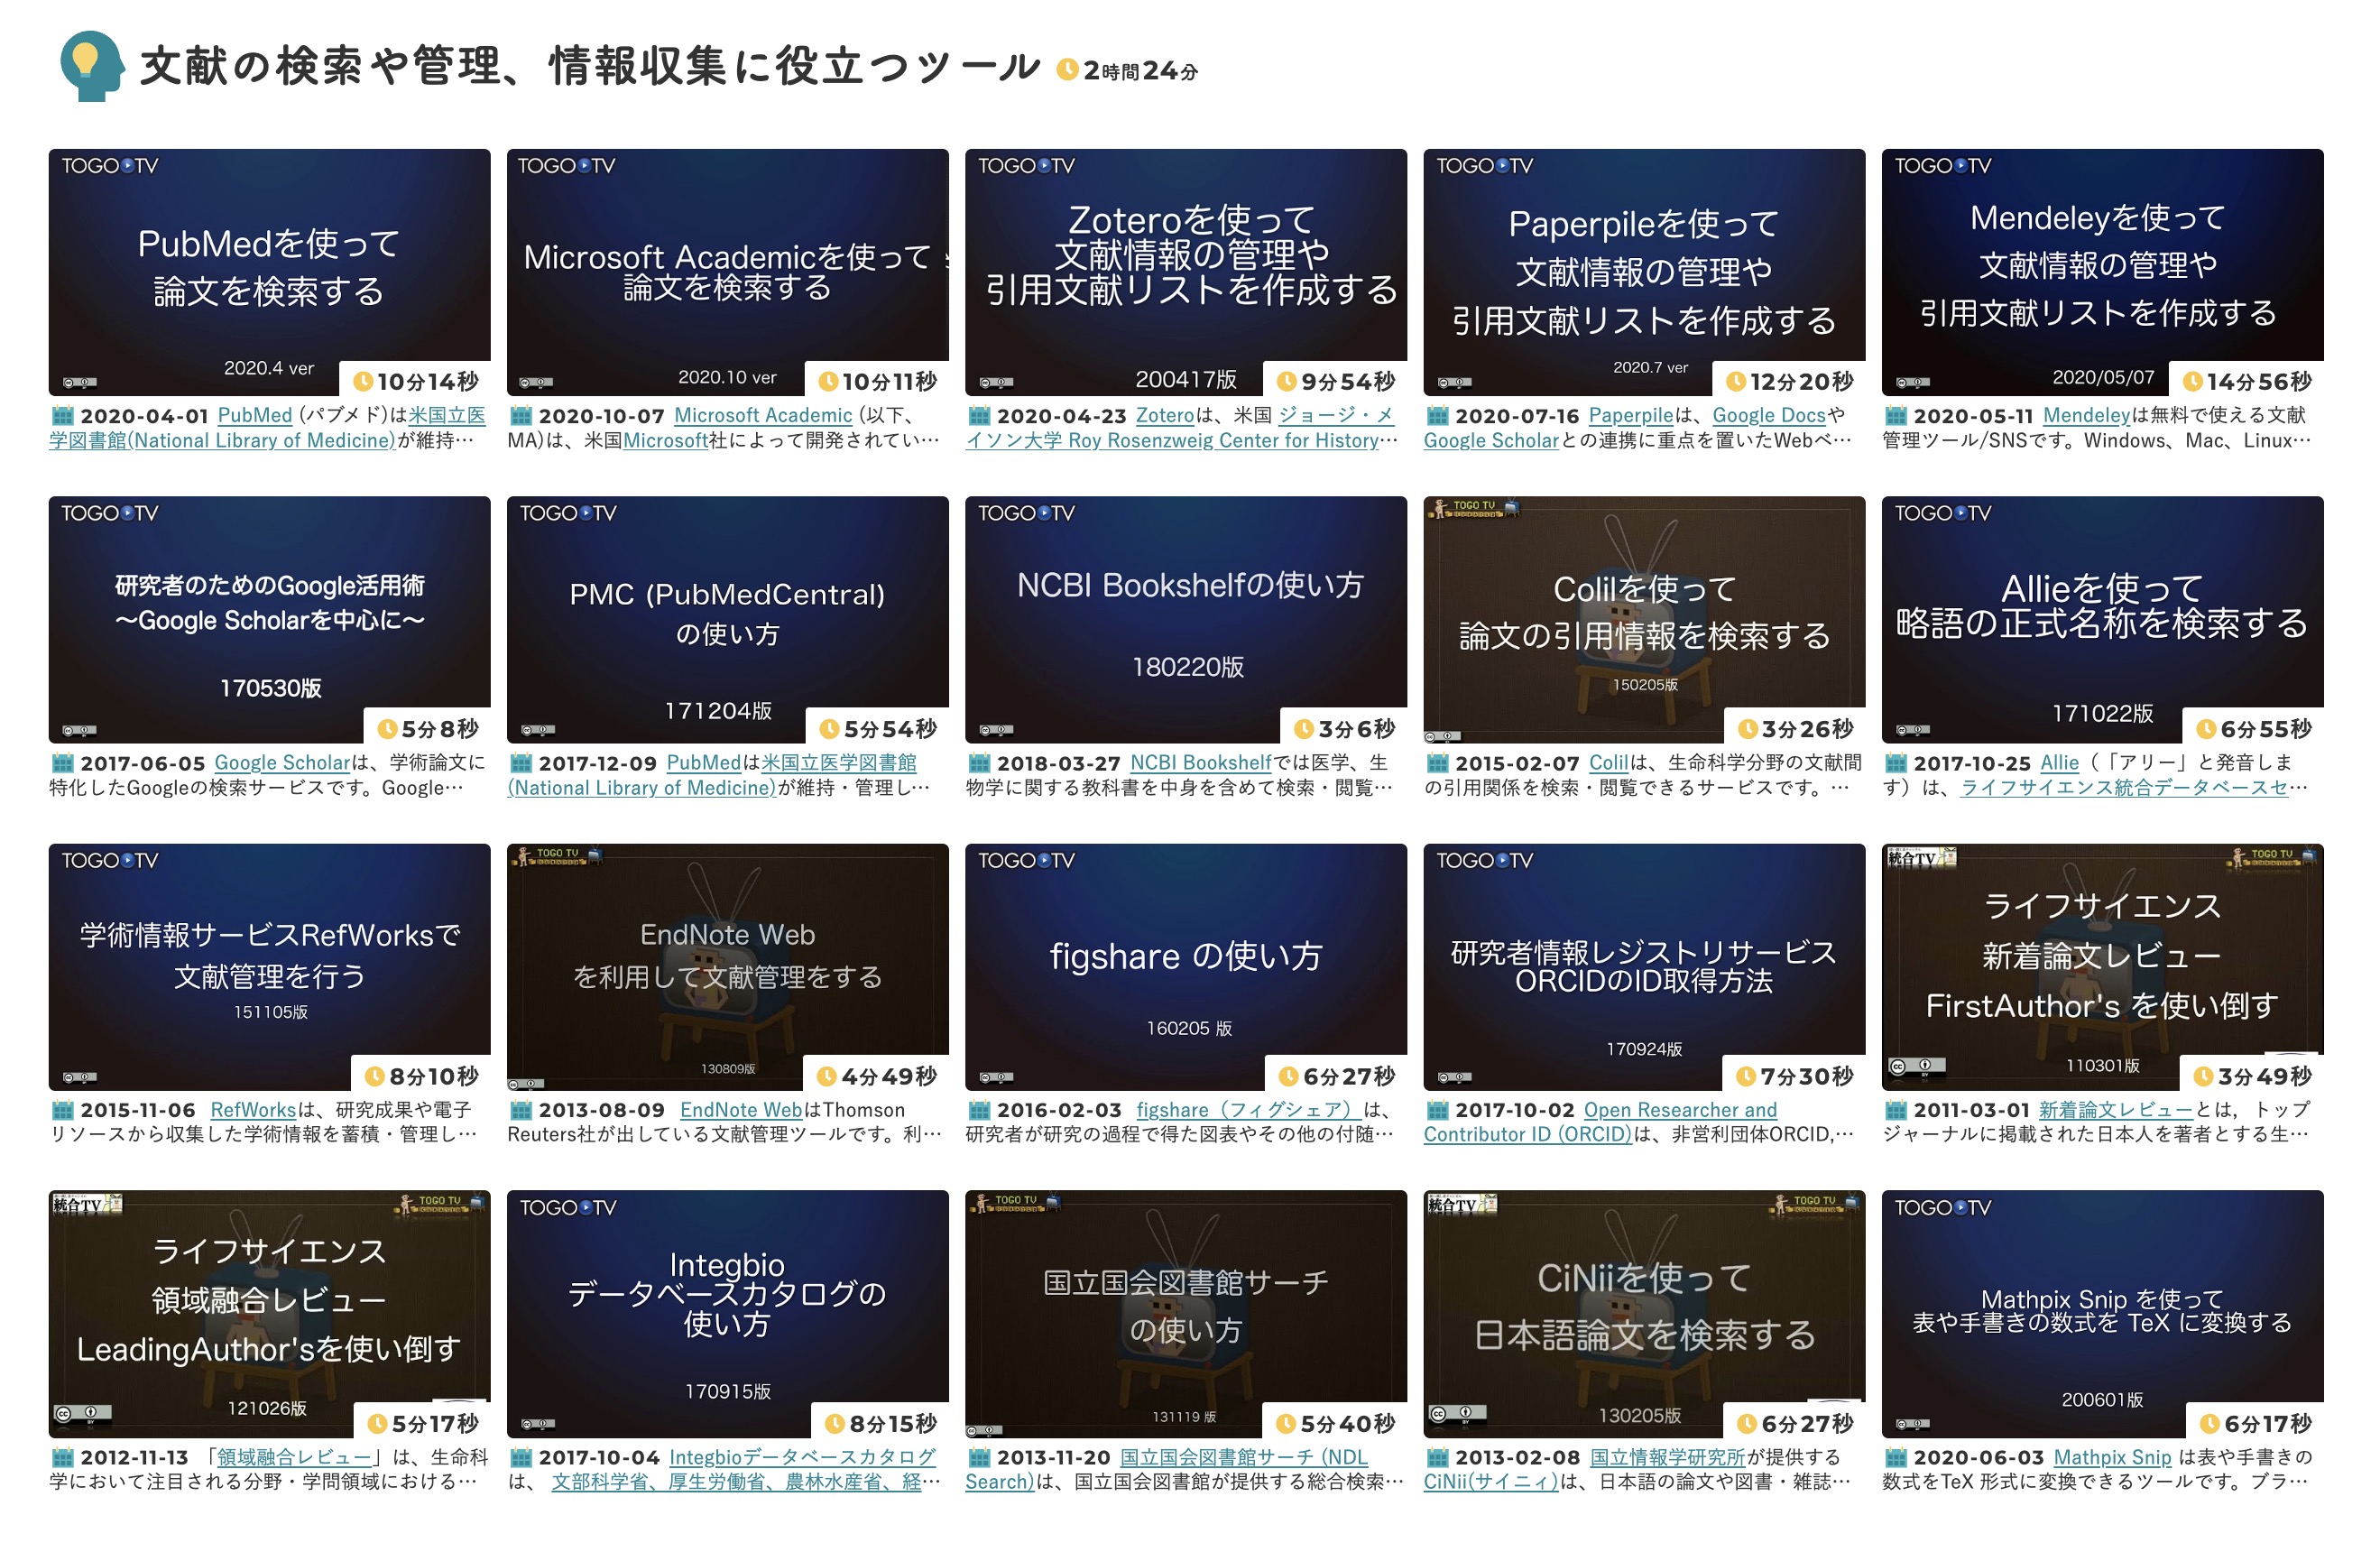 文献の検索や管理、情報収集に役立つツール 2時間24分
TOGO TV
PubMedを使って
論文を検索する
2020.4 ver
10分14秒
2020-04-01 PubMed (パブメド)は米国立医
学図書館(National Library of Medicine)が維持…
TOGO TV
Microsoft Academicを使って
論文を検索する
2020.10 ver
10分11秒
2020-10-07 Microsoft Academic (以下、
MA)は、米国Microsoft社によって開発されてい…
TOGO TV
Zoteroを使って
文献情報の管理や
引用文献リストを作成する
200417版
9分54秒
2020-04-23 Zoteroは、米国 ジョージ・メ
イソン大学 Roy Rosenzweig Center for History…
TOGO TV
Paperpileを使って
文献情報の管理や
引用文献リストを作成する
2020.7 ver
12分20秒
2020-07-16 Paperpileは、Google Docsや
Google Scholarとの連携に重点を置いたWebベ…
TOGO TV
Mendeleyを使って
文献情報の管理や
引用文献リストを作成する
2020/05/07
14分56秒
2020-05-11 Mendeleyは無料で使える文献
管理ツール/SNSです。Windows、Mac、Linux…
TOGO TV
研究者のためのGoogle活用術
〜Google Scholarを中心に〜
170530版
5分8秒
2017-06-05 Google Scholarは、学術論文に
特化したGoogleの検索サービスです。Google…
TOGO TV
PMC (PubMedCentral)
の使い方
171204版
5分54秒
2017-12-09 PubMedは米国立医学図書館
(National Library of Medicine)が維持・管理し…
TOGO TV
NCBI Bookshelfの使い方
180220版
3分6秒
2018-03-27 NCBI Bookshelfでは医学、生
物学に関する教科書を中身を含めて検索・閲覧…
TOGO TV
Colilを使って
論文の引用情報を検索する
150205版
3分26秒
2015-02-07 Colilは、生命科学分野の文献間
の引用関係を検索・閲覧できるサービスです。…
TOGO TV
Allieを使って
略語の正式名称を検索する
171022版
6分55秒
2017-10-25 Allie（「アリー」と発音しま
す）は、ライフサイエンス統合データベースセ…
TOGO TV
学術情報サービスRefWorksで
文献管理を行う
151105版
8分10秒
2015-11-06 RefWorksは、研究成果や電子
リソースから収集した学術情報を蓄積・管理し…
TOGO TV
EndNote Web
を利用して文献管理をする
130809版
4分49秒
2013-08-09 EndNote WebはThomson
Reuters社が出している文献管理ツールです。利…
TOGO TV
figshare の使い方
160205 版
6分27秒
2016-02-03 figshare（フィグシェア）は、
研究者が研究の過程で得た図表やその他の付随…
TOGO TV
研究者情報レジストリサービス
ORCIDのID取得方法
170924版
7分30秒
2017-10-02 Open Researcher and
Contributor ID (ORCID)は、非営利団体ORCID,…
統合TV
TOGO TV
ライフサイエンス
新着論文レビュー
FirstAuthor's を使い倒す
110301版
3分49秒
2011-03-01 新着論文レビューとは，トップ
ジャーナルに掲載された日本人を著者とする生…
統合TV
TOGO TV
ライフサイエンス
領域融合レビュー
LeadingAuthor'sを使い倒す
121026版
5分17秒
2012-11-13 「領域融合レビュー」は、生命科
学において注目される分野・学問領域における…
TOGO TV
Integbio
データベースカタログの
使い方
170915版
8分15秒
2017-10-04 Integbioデータベースカタログ
は、 文部科学省、厚生労働省、農林水産省、経…
TOGO TV
国立国会図書館サーチ
の使い方
131119 版
5分40秒
2013-11-20 国立国会図書館サーチ (NDL
Search)は、国立国会図書館が提供する総合検索…
統合TV
TOGO TV
CiNiiを使って
日本語論文を検索する
130205版
6分27秒
2013-02-08 国立情報学研究所が提供する
CiNii(サイニィ)は、日本語の論文や図書・雑誌…
TOGO TV
Mathpix Snip を使って
表や手書きの数式を TeX に変換する
200601版
6分17秒
2020-06-03 Mathpix Snip は表や手書きの
数式をTeX 形式に変換できるツールです。ブラ…